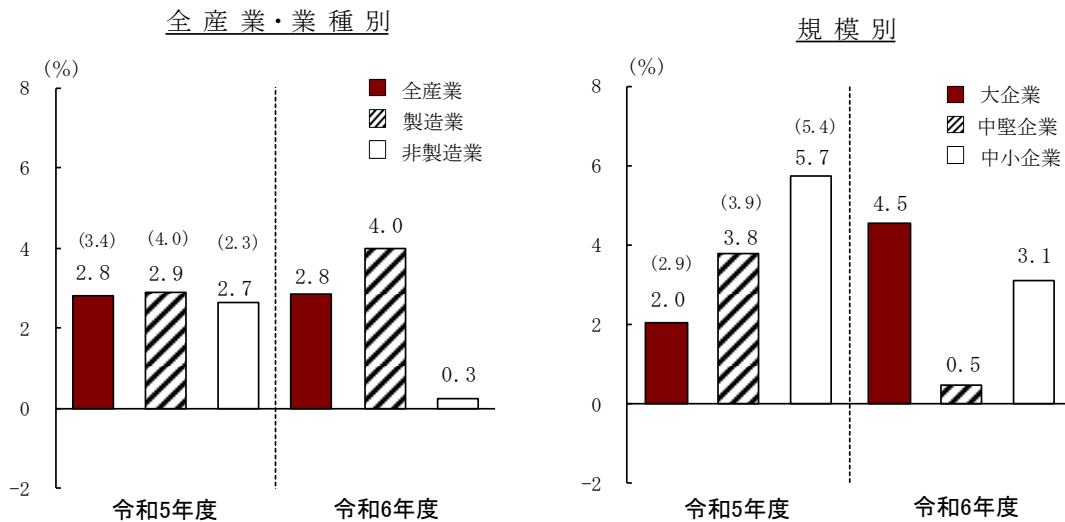 全産業・業種別
(%)
8
6
4
2
0
-2
全産業
製造業
非製造業
(3.4)
(4.0)
(2.3)
2.8
2.9
2.7
2.8
4.0
0.3
令和5年度
令和6年度
規模別
(%)
8
6
4
2
0
-2
大企業
中堅企業
中小企業
(2.9)
(3.9)
(5.4)
2.0
3.8
5.7
4.5
0.5
3.1
令和5年度
令和6年度